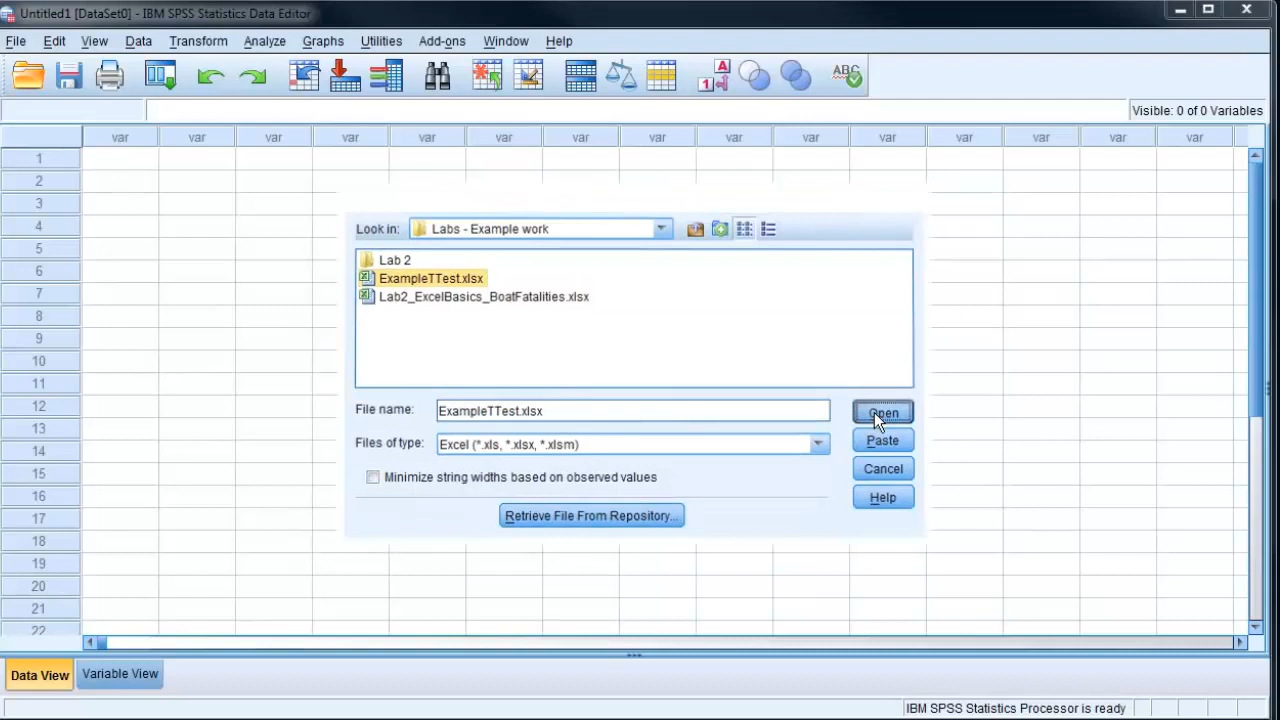 Untitled1 [DataSet0] - IBM SPSS Statistics Data Editor
File Edit View Data Transform Analyze Graphs Utilities Add-ons Window Help
1 A ABC
Visible: 0 of 0 Variables
var var var var var var var var var var var var var var var
1
2
3
Look in: Labs - Example work
4
5
Lab 2
6
ExampleTTest.xlsx
7
Lab2_ExcelBasics_BoatFatalities.xlsx
8
9
10
11
12
File name: ExampleTTest.xlsx Open
13
Files of type: Excel (*.xls, *.xlsx, *.xlsm) Paste
14
15
Minimize string widths based on observed values Cancel
16
Help
17
Retrieve File From Repository...
18
19
20
21
22
Data View Variable View
IBM SPSS Statistics Processor is ready